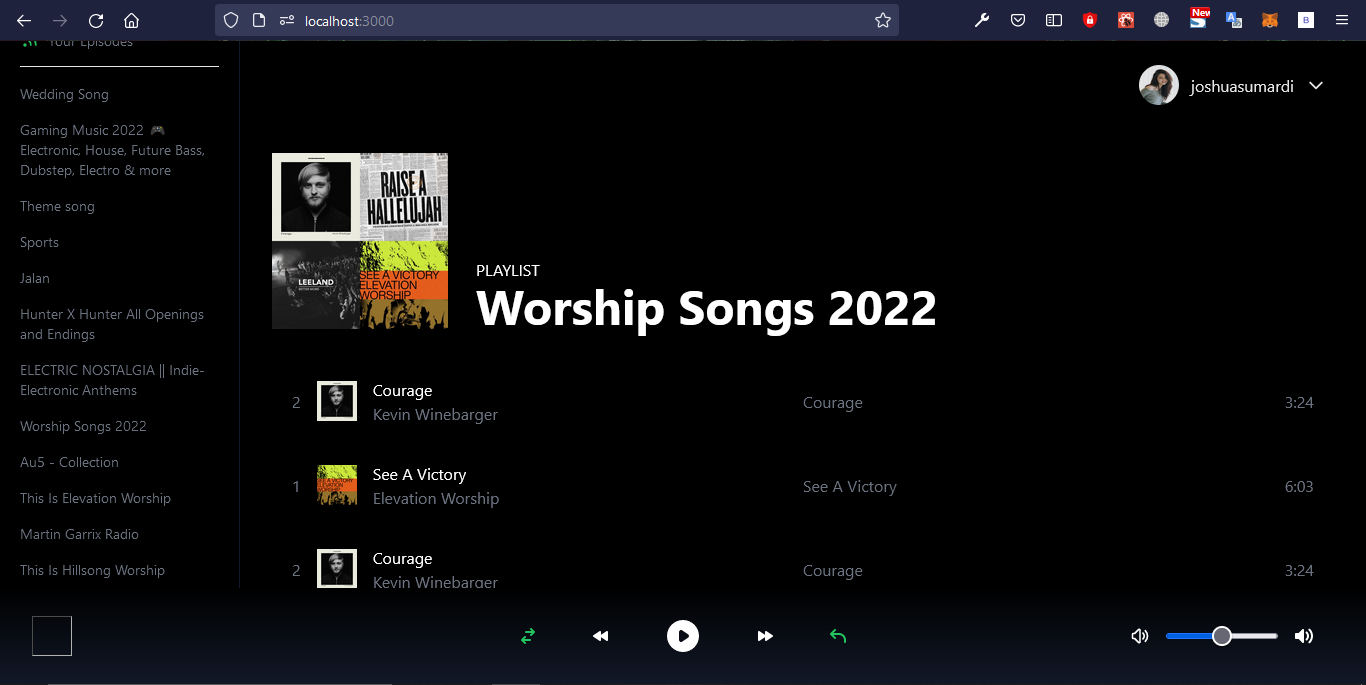 localhost:3000
New
B
Your Episodes
joshuasumardi
Wedding Song
Gaming Music 2022 🎮
Electronic, House, Future Bass,
Dubstep, Electro & more
Theme song
Sports
Jalan
Hunter X Hunter All Openings
and Endings
ELECTRIC NOSTALGIA || Indie-
Electronic Anthems
Worship Songs 2022
Au5 - Collection
This Is Elevation Worship
Martin Garrix Radio
This Is Hillsong Worship
RAISE A
HALLELUJAH
LEELAND
SEE A VICTORY
ELEVATION
WORSHIP
PLAYLIST
Worship Songs 2022
2 Courage Courage 3:24
Kevin Winebarger
1 See A Victory See A Victory 6:03
Elevation Worship
2 Courage Courage 3:24
Kevin Winebarger